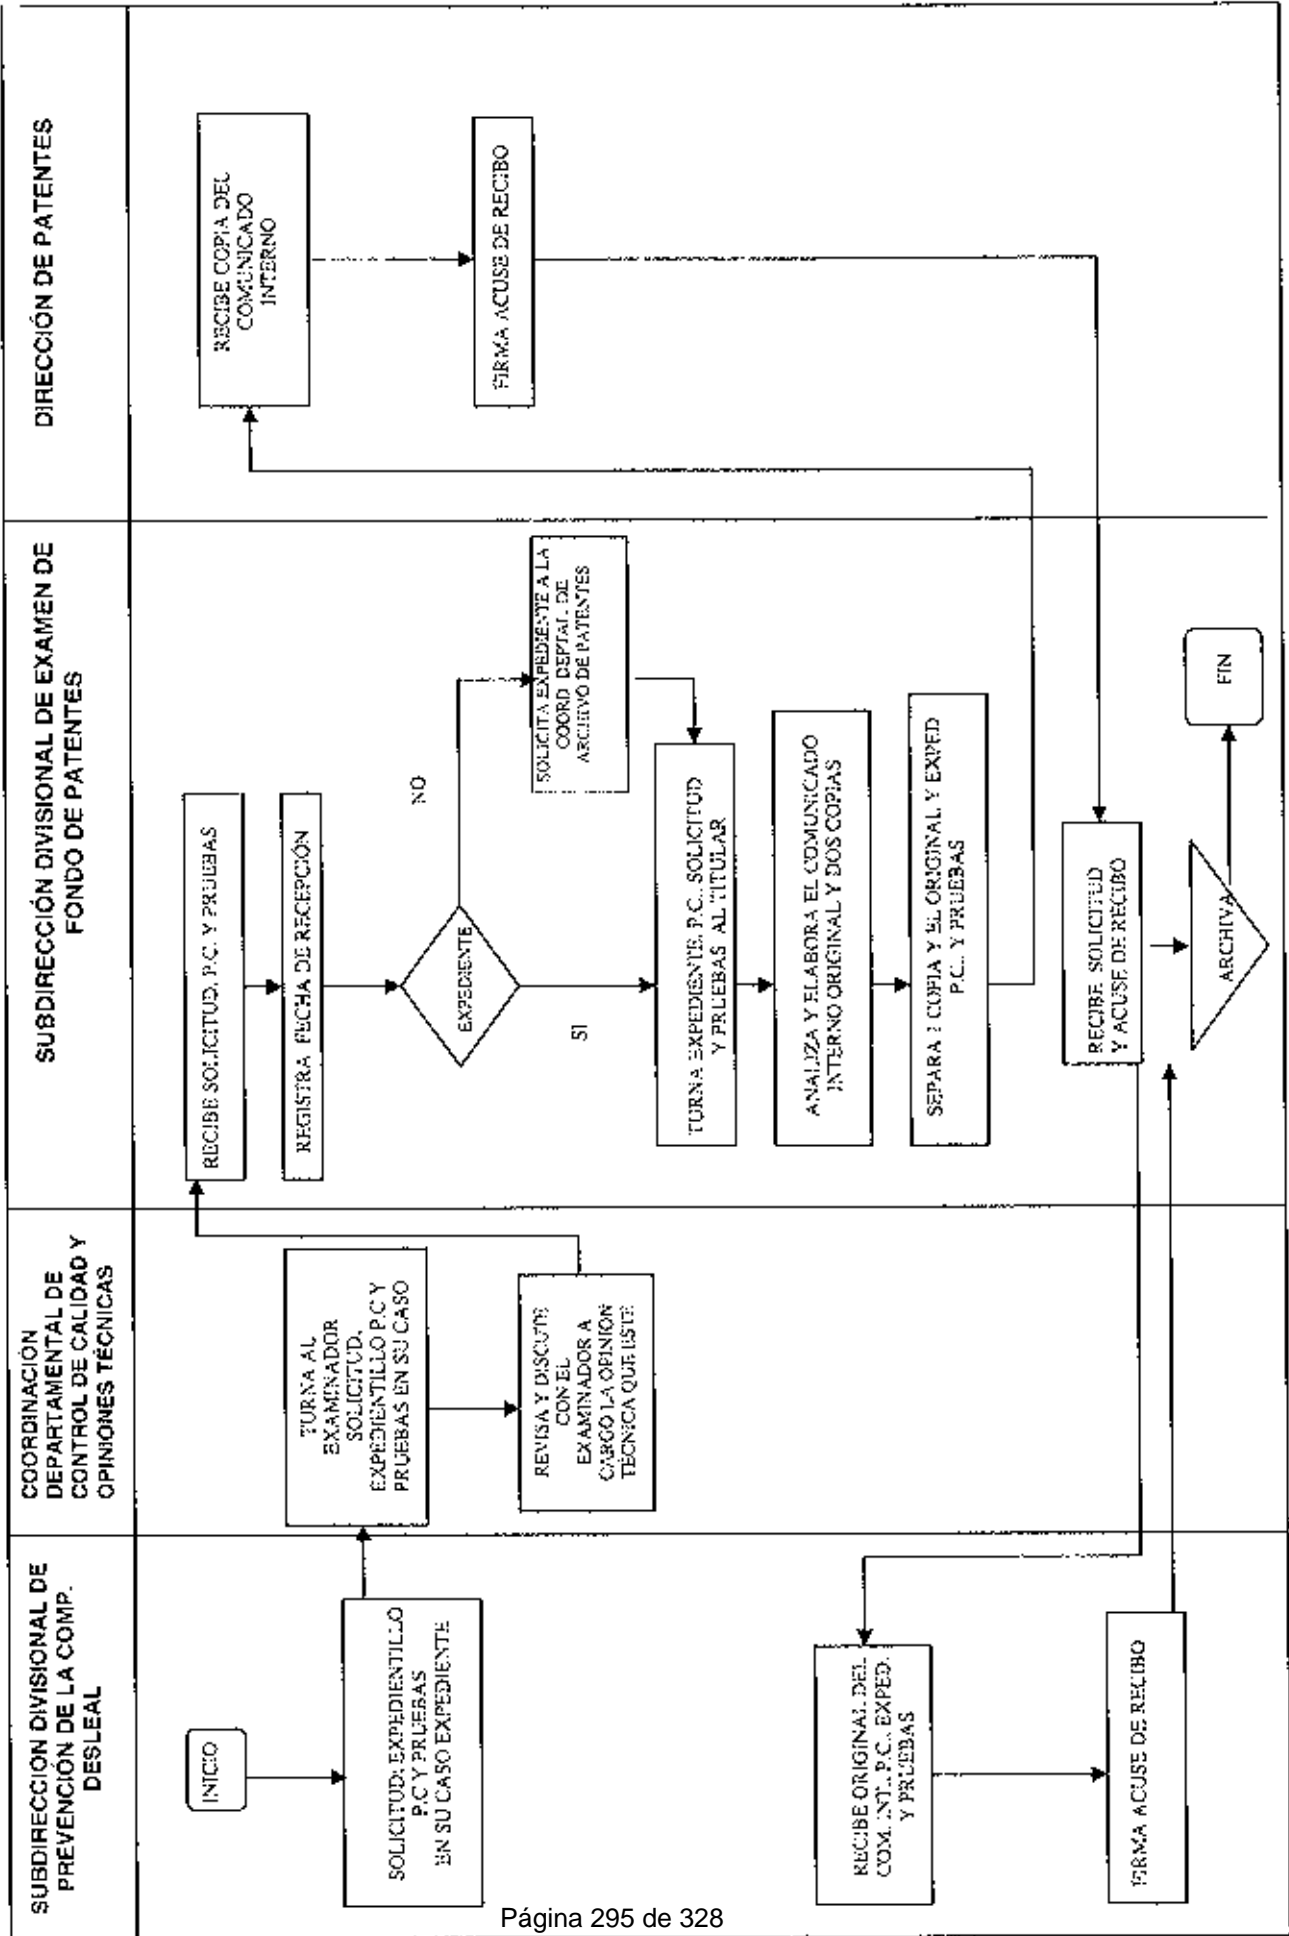 SUBDIRECCIÓN DIVISIONAL DE
PREVENCIÓN DE LA COMP.
DESLEAL
COORDINACIÓN
DEPARTAMENTAL DE
CONTROL DE CALIDAD Y
OPINIONES TÉCNICAS
SUBDIRECCIÓN DIVISIONAL DE EXAMEN DE
FONDO DE PATENTES
DIRECCIÓN DE PATENTES
INICIO
SOLICITUD, EXPEDIENTILLO
P.C Y PRUEBAS
EN SU CASO EXPEDIENTE
TURNA AL
EXAMINADOR
SOLICITUD,
EXPEDIENTILLO P.C Y
PRUEBAS EN SU CASO
REVISA Y DISCUTE
CON EL
EXAMINADOR A
CARGO LA OPINIÓN
TÉCNICA QUE ESTE
RECIBE SOLICITUD, P.C. Y PRUEBAS
REGISTRA FECHA DE RECEPCIÓN
EXPEDIENTE
NO
SI
SOLICITA EXPEDIENTE A LA
COORD DEPTAL DE
ARCHIVO DE PATENTES
TURNA EXPEDIENTE, P.C., SOLICITUD
Y PRUEBAS AL TITULAR
ANALIZA Y ELABORA EL COMUNICADO
INTERNO ORIGINAL Y DOS COPIAS
SEPARA COPIA Y EL ORIGINAL Y EXPED
P.C., Y PRUEBAS
RECIBE COPIA DEL
COMUNICADO
INTERNO
FIRMA ACUSE DE RECIBO
RECIBE SOLICITUD
Y ACUSE DE RECIBO
RECIBE ORIGINAL DEL
COM. INT., P.C., EXPED.
Y PRUEBAS
FIRMA ACUSE DE RECIBO
ARCHIVA
FIN
Página 295 de 328